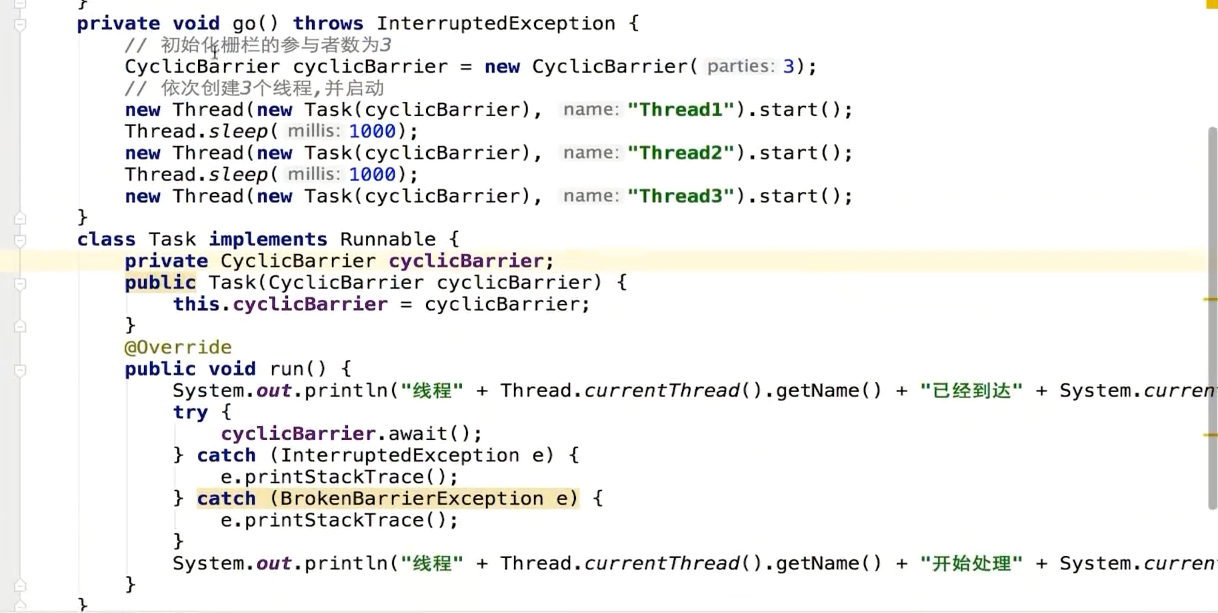 }
private void go() throws InterruptedException {
// 初始化栅栏的参与者数为3
CyclicBarrier cyclicBarrier = new CyclicBarrier( parties: 3);
// 依次创建3个线程,并启动
new Thread(new Task(cyclicBarrier), name: "Thread1").start();
Thread.sleep( millis: 1000);
new Thread(new Task(cyclicBarrier), name: "Thread2").start();
Thread.sleep( millis: 1000);
new Thread(new Task(cyclicBarrier), name: "Thread3").start();
}
class Task implements Runnable {
private CyclicBarrier cyclicBarrier;
public Task(CyclicBarrier cyclicBarrier) {
this.cyclicBarrier = cyclicBarrier;
}
@Override
public void run() {
System.out.println("线程" + Thread.currentThread().getName() + "已经到达" + System.curren
try {
cyclicBarrier.await();
} catch (InterruptedException e) {
e.printStackTrace();
} catch (BrokenBarrierException e) {
e.printStackTrace();
}
System.out.println("线程" + Thread.currentThread().getName() + "开始处理" + System.curren
}
}